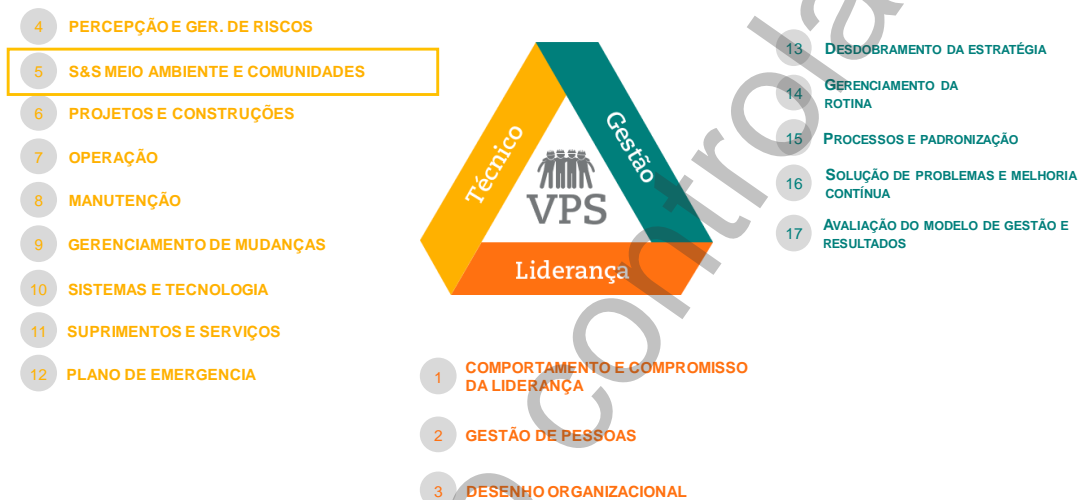 4 PERCEPÇÃO E GER. DE RISCOS
5 S&S MEIO AMBIENTE E COMUNIDADES
6 PROJETOS E CONSTRUÇÕES
7 OPERAÇÃO
8 MANUTENÇÃO
9 GERENCIAMENTO DE MUDANÇAS
10 SISTEMAS E TECNOLOGIA
11 SUPRIMENTOS E SERVIÇOS
12 PLANO DE EMERGENCIA
Técnico
Gestão
VPS
Liderança
13 DESDOBRAMENTO DA ESTRATÉGIA
14 GERENCIAMENTO DA
ROTINA
15 PROCESSOS E PADRONIZAÇÃO
16 SOLUÇÃO DE PROBLEMAS E MELHORIA
CONTÍNUA
17 AVALIAÇÃO DO MODELO DE GESTÃO E
RESULTADOS
1 COMPORTAMENTO E COMPROMISSO
DA LIDERANÇA
2 GESTÃO DE PESSOAS
3 DESENHO ORGANIZACIONAL